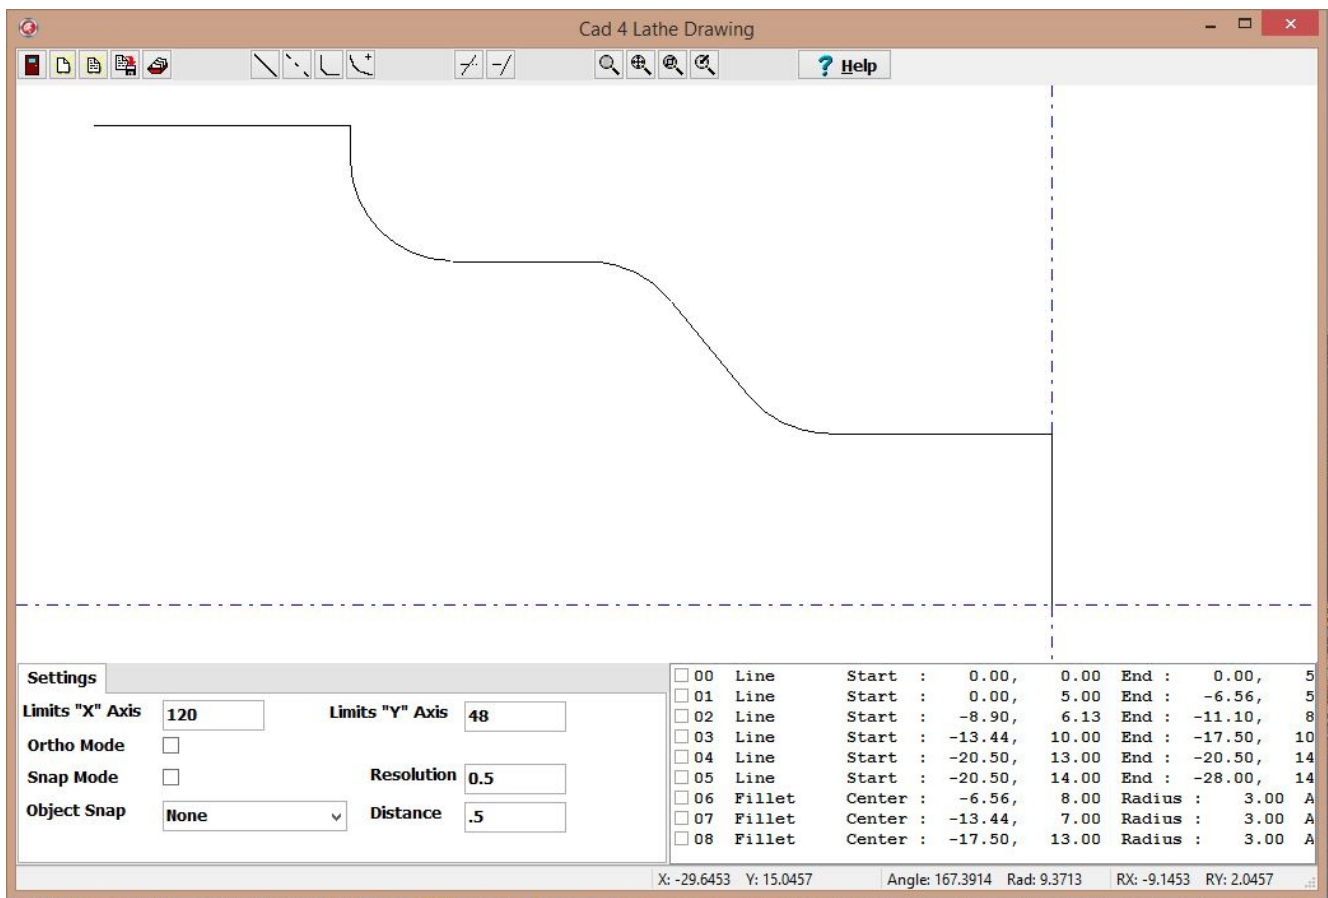 Cad 4 Lathe Drawing
? Help
Settings
Limits "X" Axis 120 Limits "Y" Axis 48
Ortho Mode
Snap Mode Resolution 0.5
Object Snap None Distance .5
00 Line Start : 0.00, 0.00 End : 0.00, 5
01 Line Start : 0.00, 5.00 End : -6.56, 5
02 Line Start : -8.90, 6.13 End : -11.10, 8
03 Line Start : -13.44, 10.00 End : -17.50, 10
04 Line Start : -20.50, 13.00 End : -20.50, 14
05 Line Start : -20.50, 14.00 End : -28.00, 14
06 Fillet Center : -6.56, 8.00 Radius : 3.00 A
07 Fillet Center : -13.44, 7.00 Radius : 3.00 A
08 Fillet Center : -17.50, 13.00 Radius : 3.00 A
X: -29.6453 Y: 15.0457 Angle: 167.3914 Rad: 9.3713 RX: -9.1453 RY: 2.0457